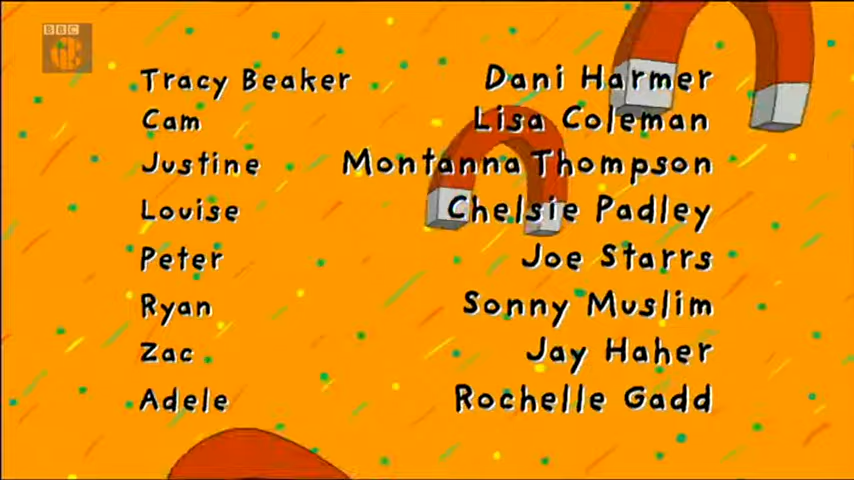 BBC
Tracy Beaker Dani Harmer
Cam Lisa Coleman
Justine Montanna Thompson
Louise Chelsie Padley
Peter Joe Starrs
Ryan Sonny Muslim
Zac Jay Haher
Adele Rochelle Gadd